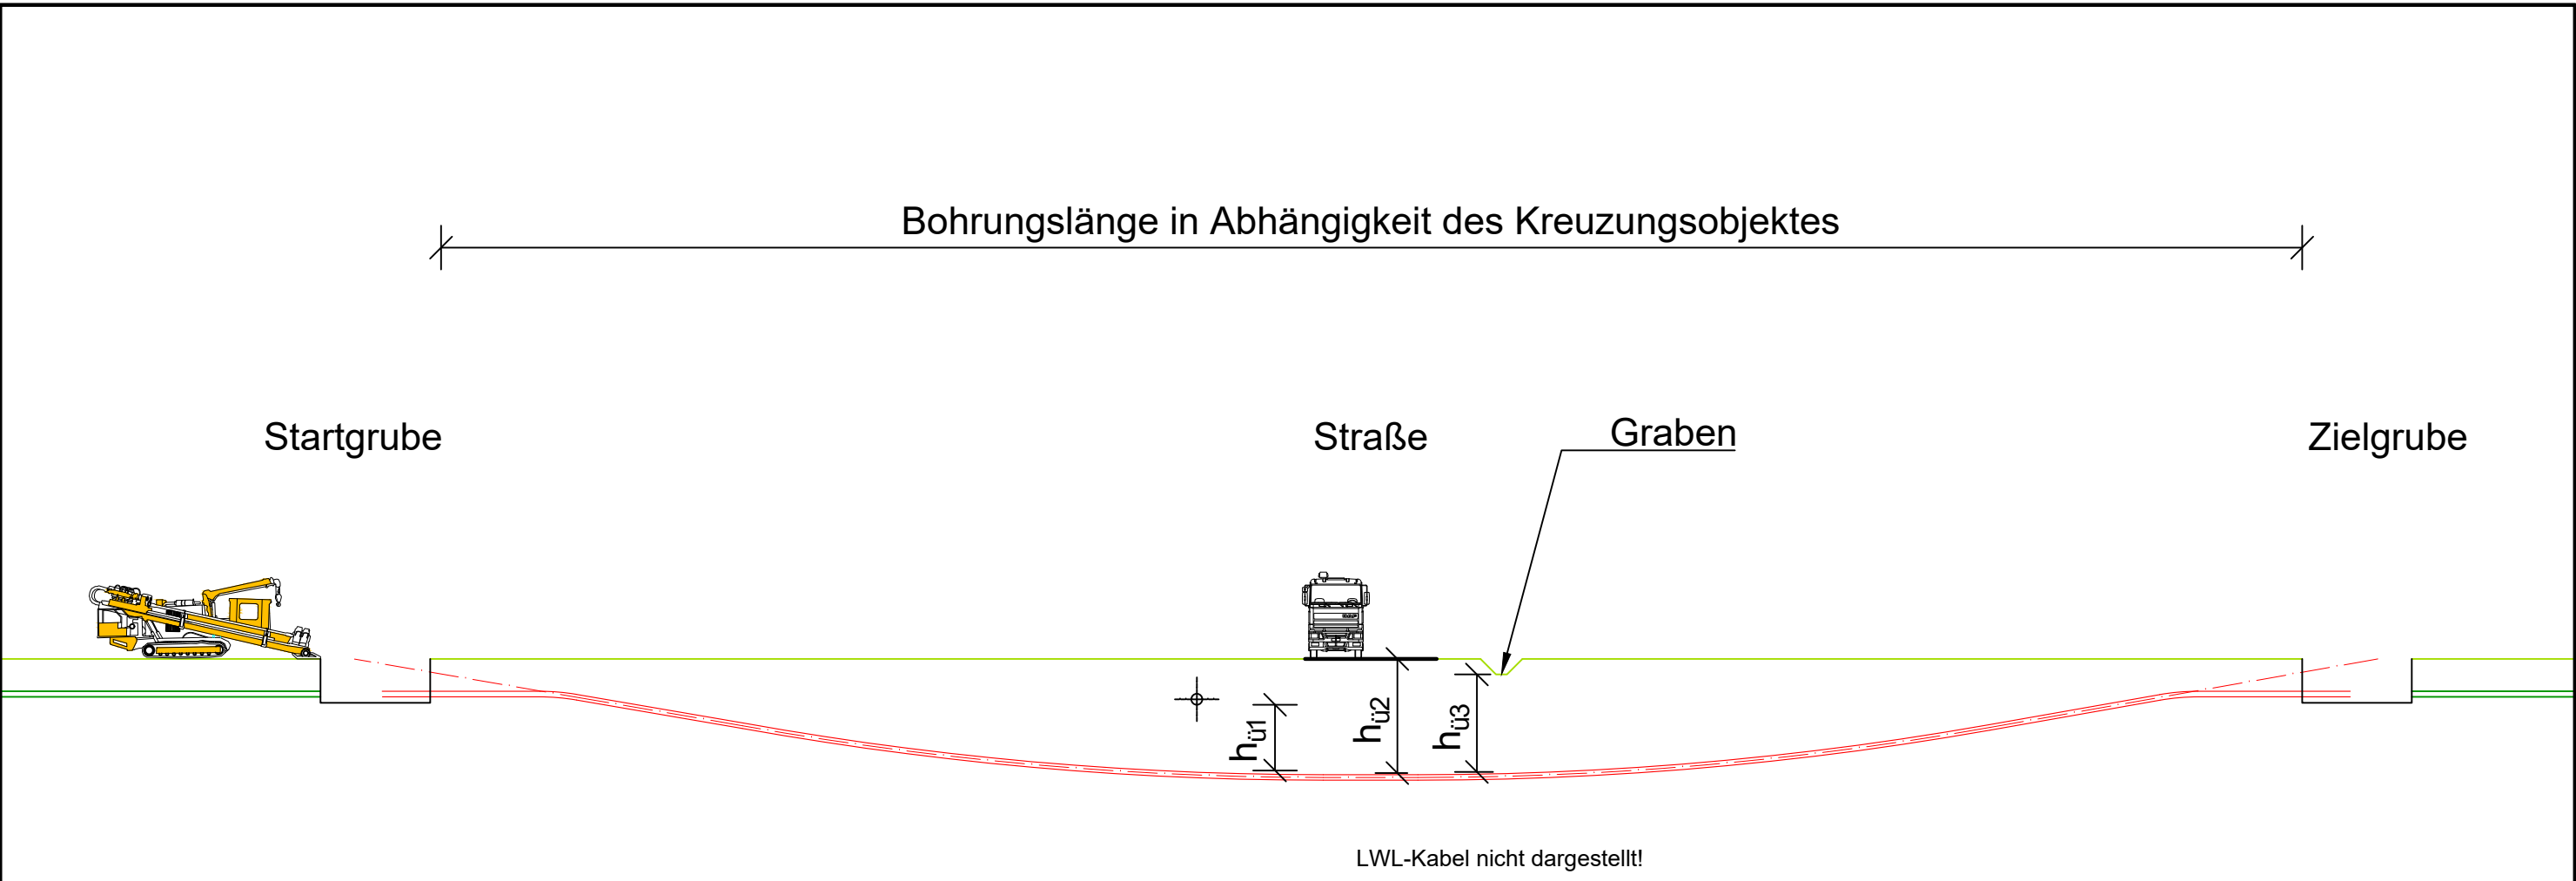 Bohrungslänge in Abhängigkeit des Kreuzungsobjektes
Startgrube
Straße
Graben
Zielgrube
hü1
hü2
hü3
LWL-Kabel nicht dargestellt!